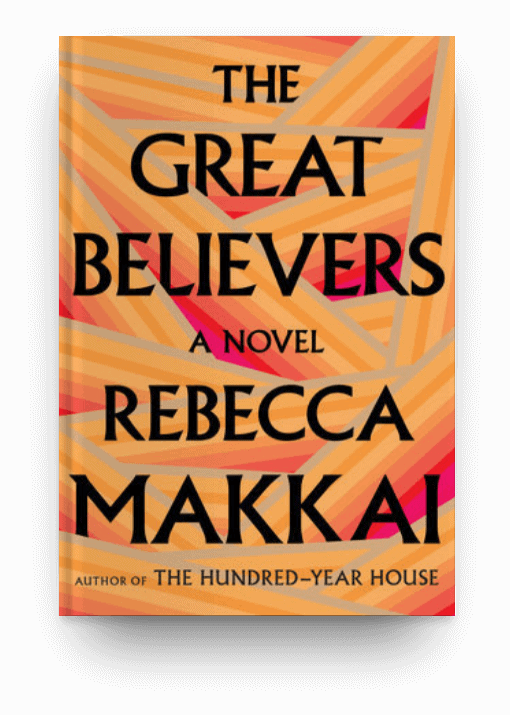 THE
GREAT
BELIEVERS
A NOVEL
REBECCA
MAKKAI
AUTHOR OF THE HUNDRED-YEAR HOUSE